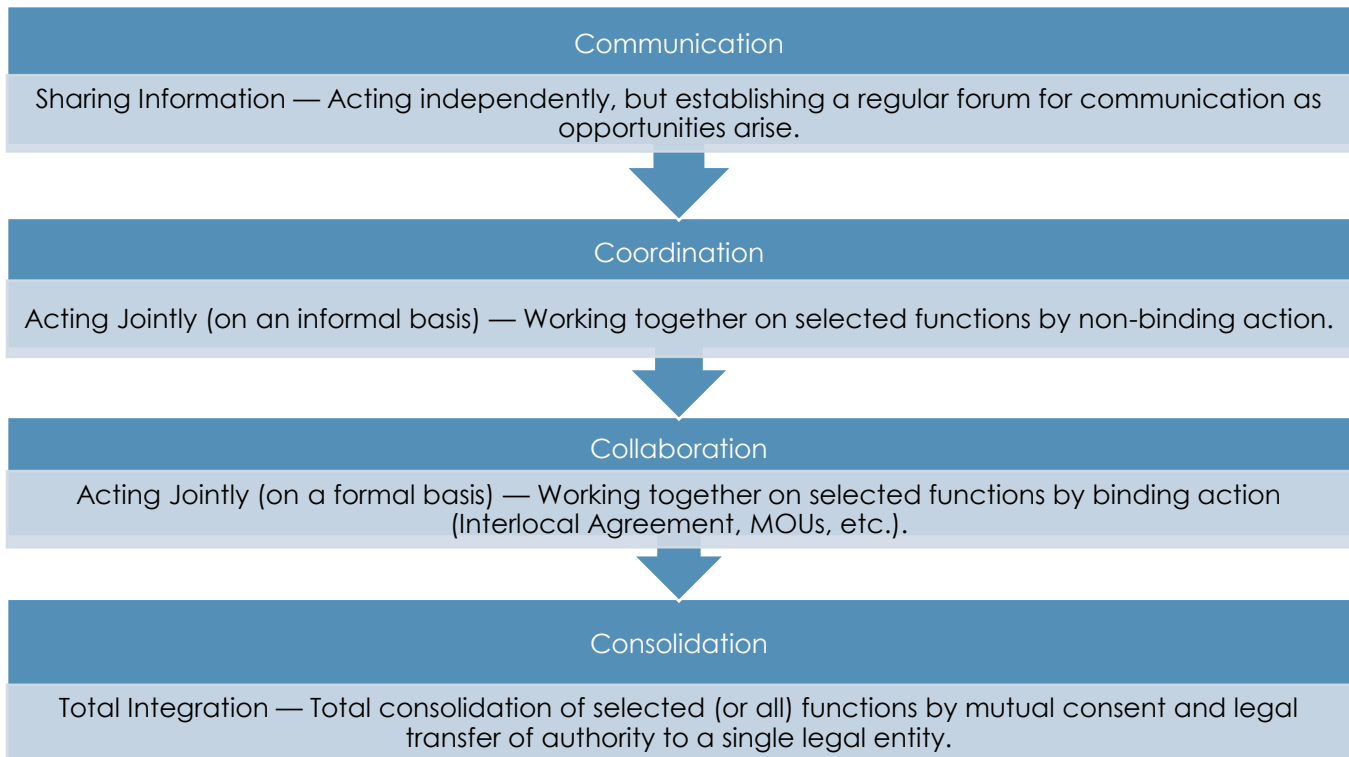 Communication
Sharing Information — Acting independently, but establishing a regular forum for communication as
opportunities arise.
Coordination
Acting Jointly (on an informal basis) — Working together on selected functions by non-binding action.
Collaboration
Acting Jointly (on a formal basis) — Working together on selected functions by binding action
(Interlocal Agreement, MOUs, etc.).
Consolidation
Total Integration — Total consolidation of selected (or all) functions by mutual consent and legal
transfer of authority to a single legal entity.